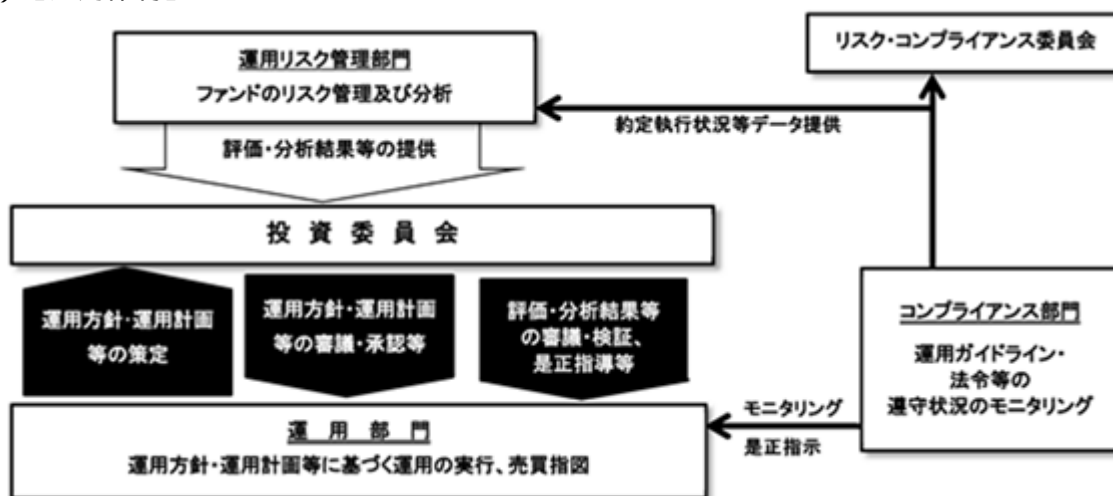 運用リスク管理部門
ファンドのリスク管理及び分析
リスク・コンプライアンス委員会
約定執行状況等データ提供
評価・分析結果等の提供
投資委員会
運用方針・運用計画
等の策定
運用方針・運用計画
等の審議・承認等
評価・分析結果等
の審議・検証、
是正指導等
コンプライアンス部門
運用ガイドライン・
法令等の
遵守状況のモニタリング
モニタリング
是正指示
運用部門
運用方針・運用計画等に基づく運用の実行、売買指図